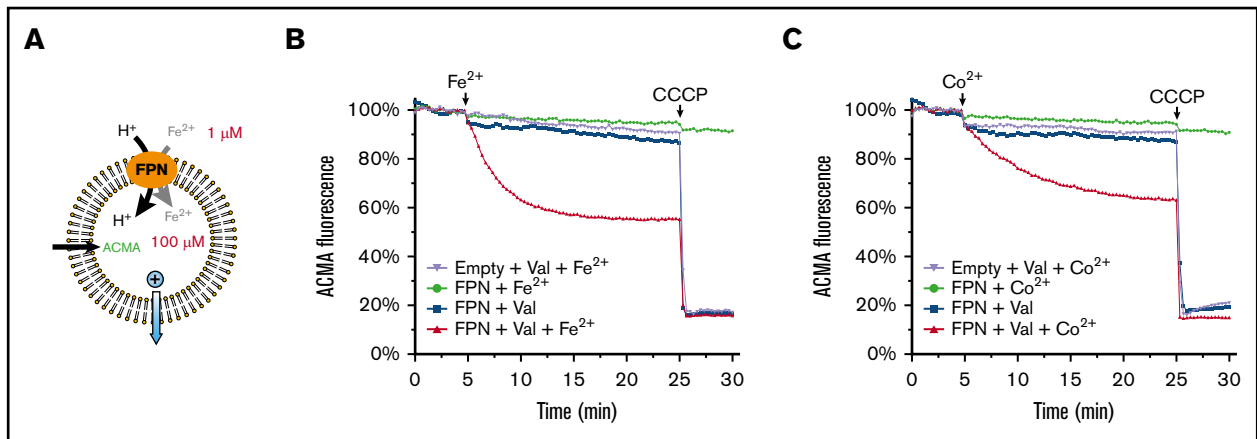 A
H⁺
Fe²⁺
1 μM
FPN
H⁺
Fe²⁺
ACMA
100 μM
+
B
Fe²⁺
CCCP
100%
80%
60%
40%
20%
0%
ACMA fluorescence
Empty + Val + Fe²⁺
FPN + Fe²⁺
FPN + Val
FPN + Val + Fe²⁺
0 5 10 15 20 25 30
Time (min)
C
Co²⁺
CCCP
100%
80%
60%
40%
20%
0%
ACMA fluorescence
Empty + Val + Co²⁺
FPN + Co²⁺
FPN + Val
FPN + Val + Co²⁺
0 5 10 15 20 25 30
Time (min)